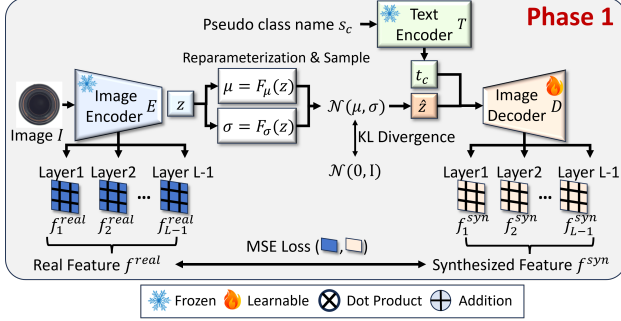 Phase 1
Pseudo class name s_c
Text Encoder T
Reparameterization & Sample
t_c
Image I
Image Encoder E
z
μ = F_μ(z)
σ = F_σ(z)
𝒩(μ, σ)
ẑ
Image Decoder D
KL Divergence
𝒩(0, I)
Layer1 Layer2 ... Layer L-1
f_1^{real} f_2^{real} f_{L-1}^{real}
Real Feature f^{real}
MSE Loss ( , )
Layer1 Layer2 ... Layer L-1
f_1^{syn} f_2^{syn} f_{L-1}^{syn}
Synthesized Feature f^{syn}
Frozen Learnable Dot Product Addition